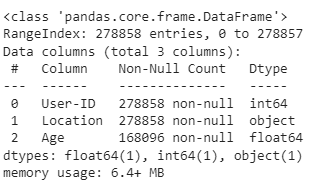 <class 'pandas.core.frame.DataFrame'>
RangeIndex: 278858 entries, 0 to 278857
Data columns (total 3 columns):
 #   Column    Non-Null Count   Dtype
---  ------    --------------   -----
 0   User-ID   278858 non-null  int64
 1   Location  278858 non-null  object
 2   Age       168096 non-null  float64
dtypes: float64(1), int64(1), object(1)
memory usage: 6.4+ MB